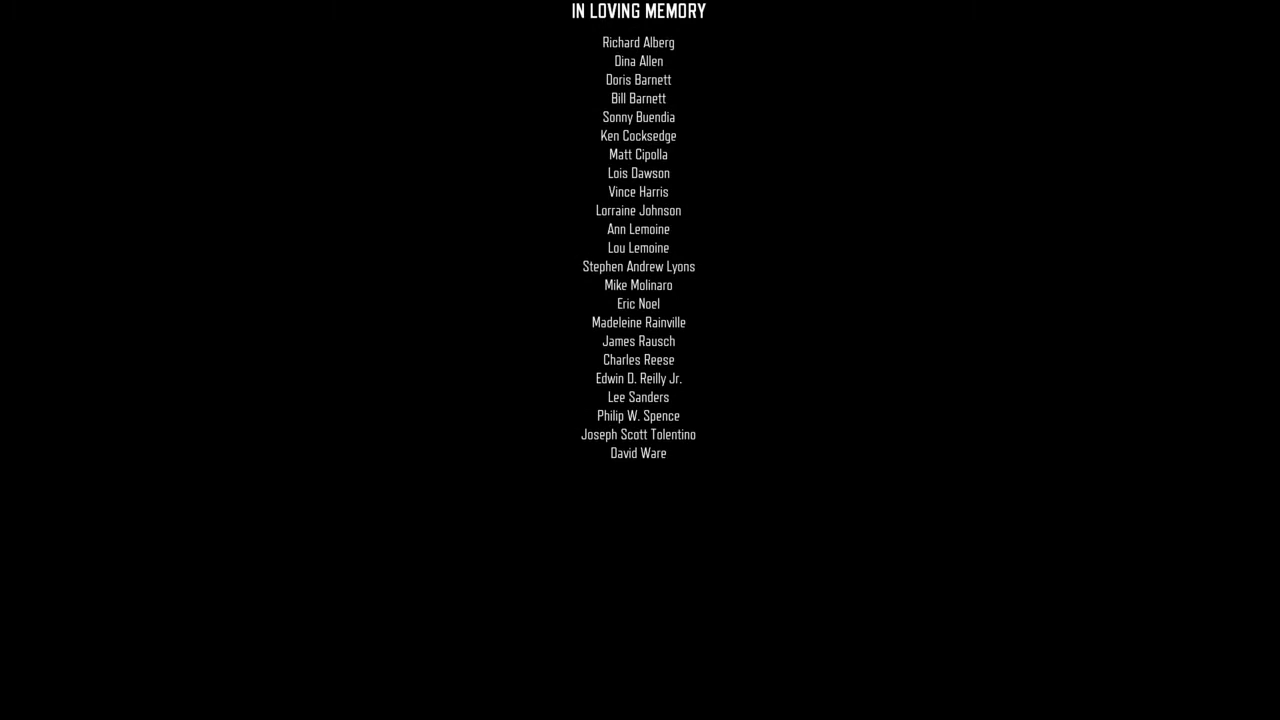 IN LOVING MEMORY
Richard Alberg
Dina Allen
Doris Barnett
Bill Barnett
Sonny Buendia
Ken Cocksedge
Matt Cipolla
Lois Dawson
Vince Harris
Lorraine Johnson
Ann Lemoine
Lou Lemoine
Stephen Andrew Lyons
Mike Molinaro
Eric Noel
Madeleine Rainville
James Rausch
Charles Reese
Edwin D. Reilly Jr.
Lee Sanders
Philip W. Spence
Joseph Scott Tolentino
David Ware